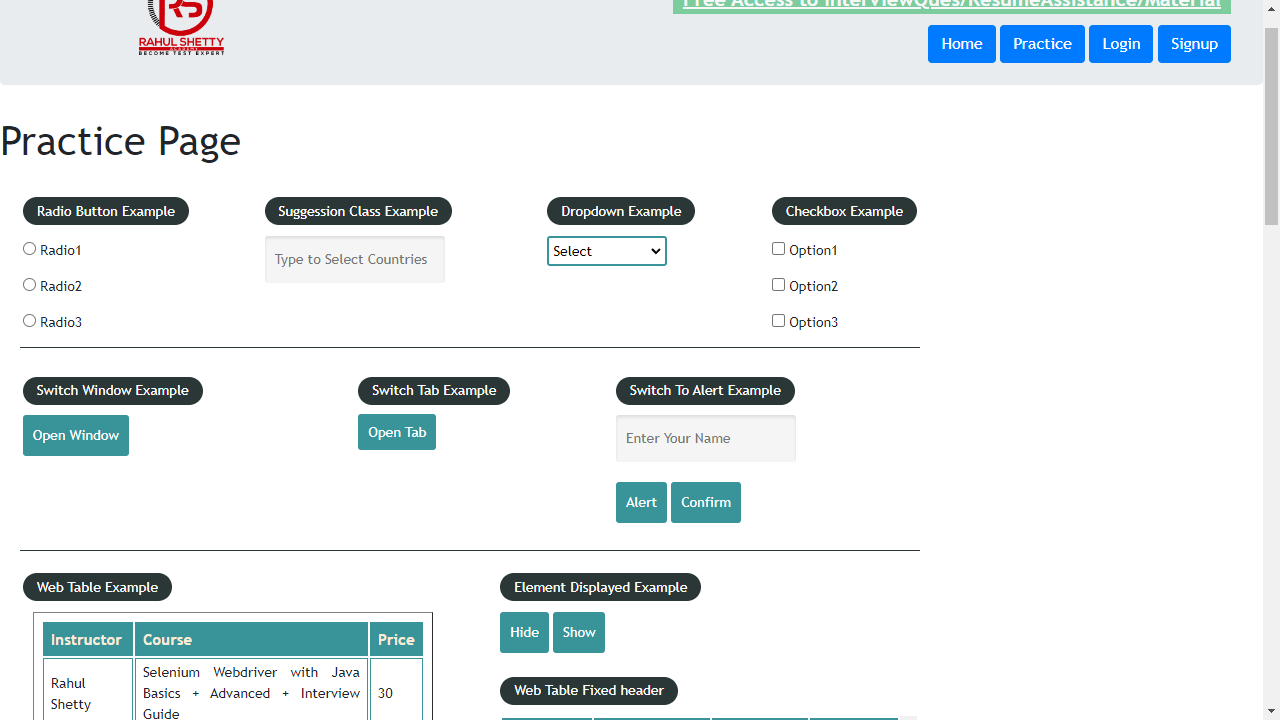 Free Access to InterviewQues/ResumeAssistance/Material
RS
RAHUL SHETTY
ACADEMY
BECOME TEST EXPERT
Home Practice Login Signup
Practice Page
Radio Button Example Suggession Class Example Dropdown Example Checkbox Example
Radio1 Type to Select Countries Select Option1
Radio2 Option2
Radio3 Option3
Switch Window Example Switch Tab Example Switch To Alert Example
Open Window Open Tab Enter Your Name
Alert Confirm
Web Table Example Element Displayed Example
Hide Show
Instructor Course Price
Rahul Shetty Selenium Webdriver with Java Basics + Advanced + Interview Guide 30
Web Table Fixed header